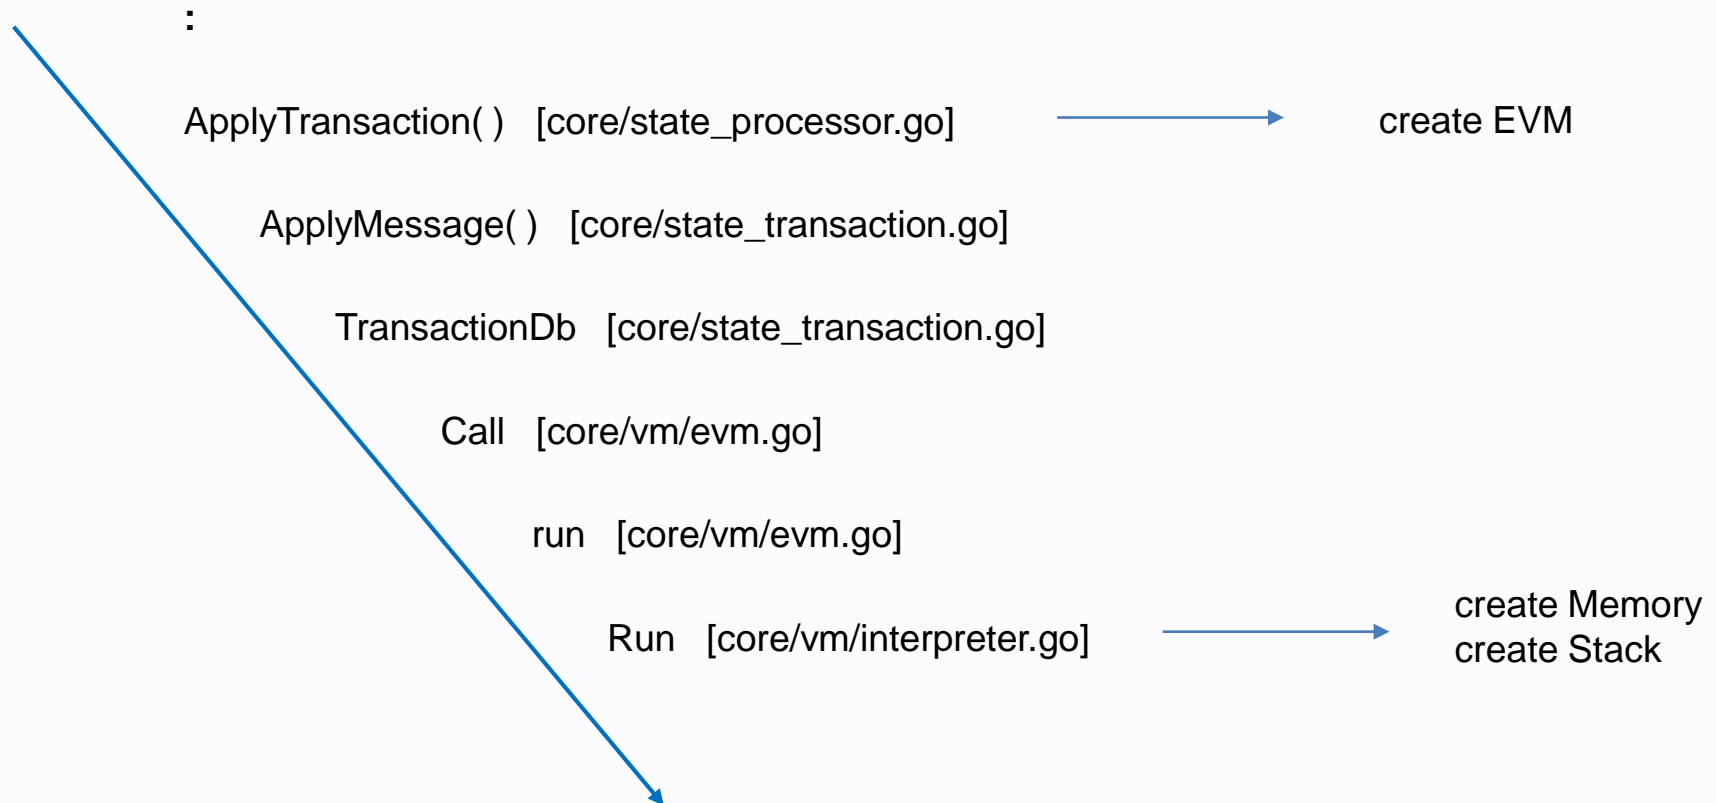 :
ApplyTransaction( ) [core/state_processor.go] create EVM
ApplyMessage( ) [core/state_transaction.go]
TransactionDb [core/state_transaction.go]
Call [core/vm/evm.go]
run [core/vm/evm.go]
Run [core/vm/interpreter.go]
create Memory
create Stack